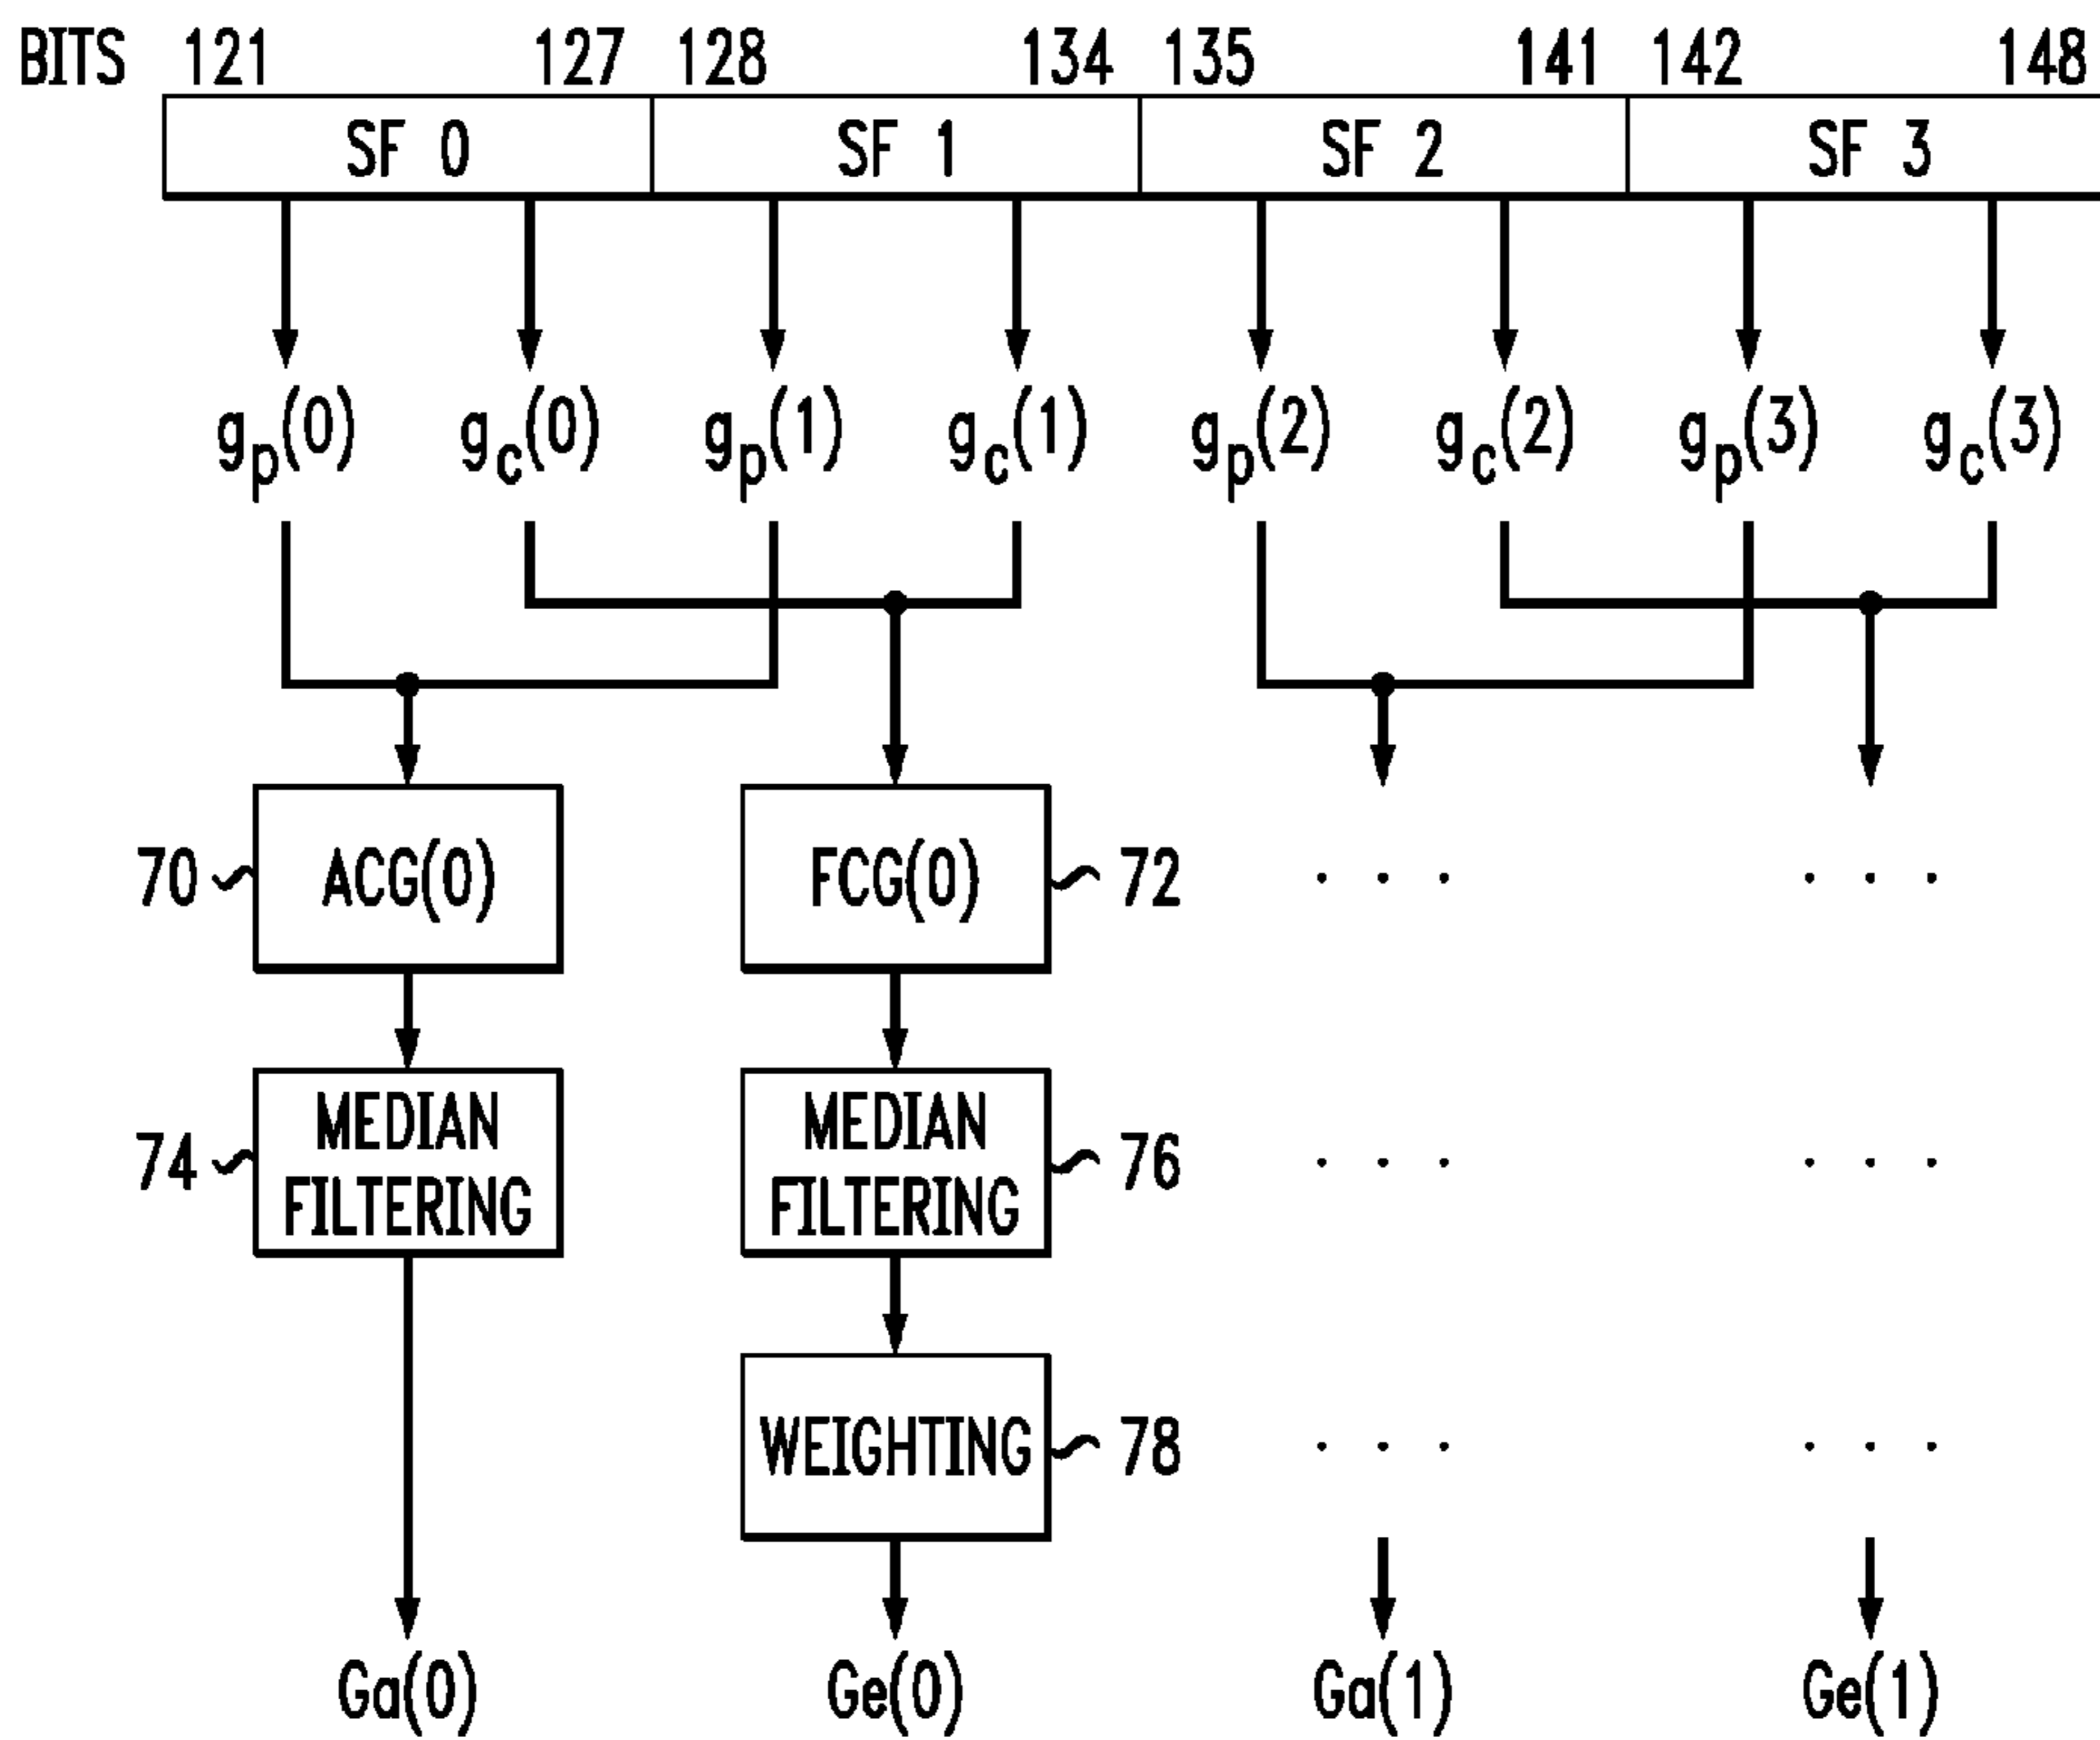 BITS 121 127 128 134 135 141 142 148
SF 0 SF 1 SF 2 SF 3
gp(0) gc(0) gp(1) gc(1) gp(2) gc(2) gp(3) gc(3)
70 ACG(0) FCG(0) 72 . . . . . .
74 MEDIAN FILTERING MEDIAN FILTERING 76 . . . . . .
WEIGHTING 78 . . . . . .
Ga(0) Ge(0) Ga(1) Ge(1)